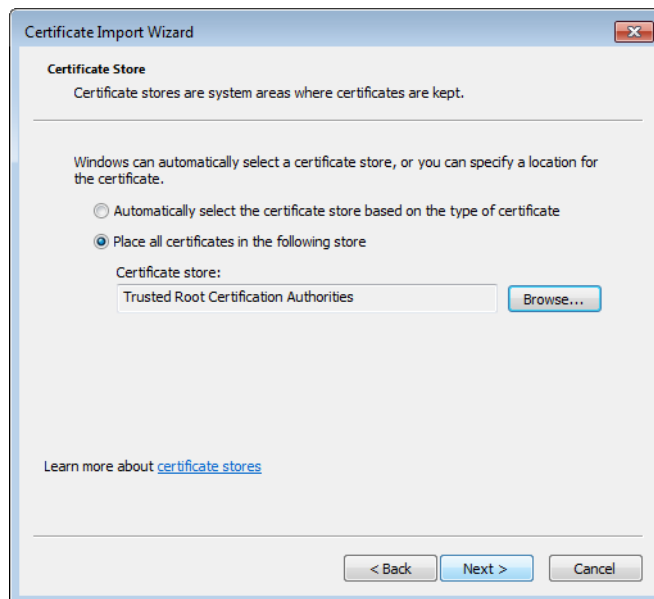 Certificate Import Wizard
Certificate Store
Certificate stores are system areas where certificates are kept.
Windows can automatically select a certificate store, or you can specify a location for
the certificate.
Automatically select the certificate store based on the type of certificate
Place all certificates in the following store
Certificate store:
Trusted Root Certification Authorities
Browse...
Learn more about certificate stores
< Back
Next >
Cancel